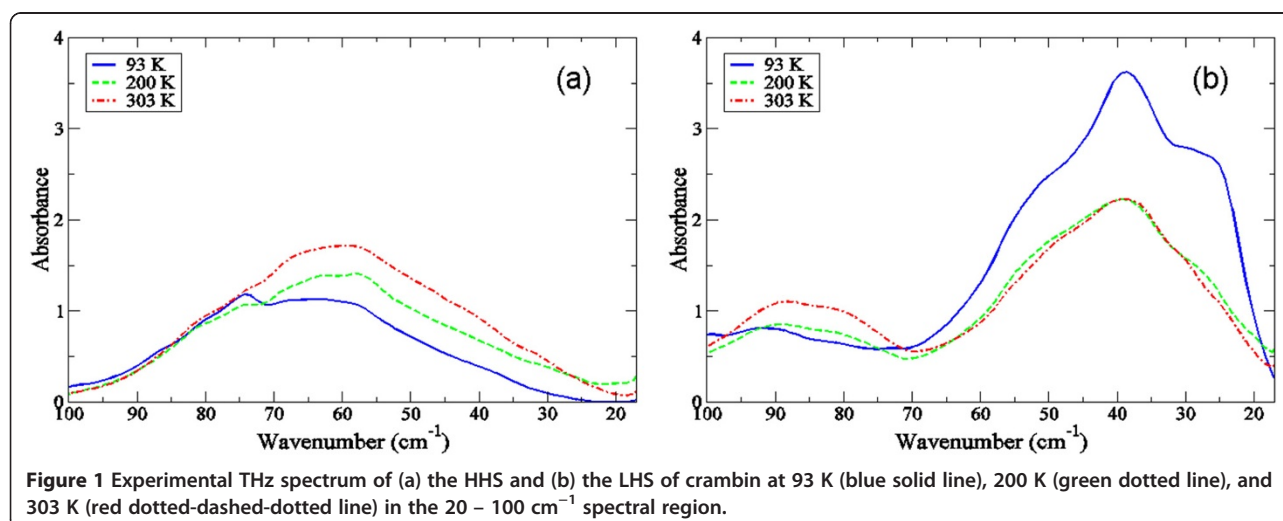 4
3
2
1
0
Absorbance
93 K
200 K
303 K
(a)
100 90 80 70 60 50 40 30 20
Wavenumber (cm⁻¹)
4
3
2
1
0
Absorbance
93 K
200 K
303 K
(b)
100 90 80 70 60 50 40 30 20
Wavenumber (cm⁻¹)
Figure 1 Experimental THz spectrum of (a) the HHS and (b) the LHS of crambin at 93 K (blue solid line), 200 K (green dotted line), and
303 K (red dotted-dashed-dotted line) in the 20 – 100 cm⁻¹ spectral region.